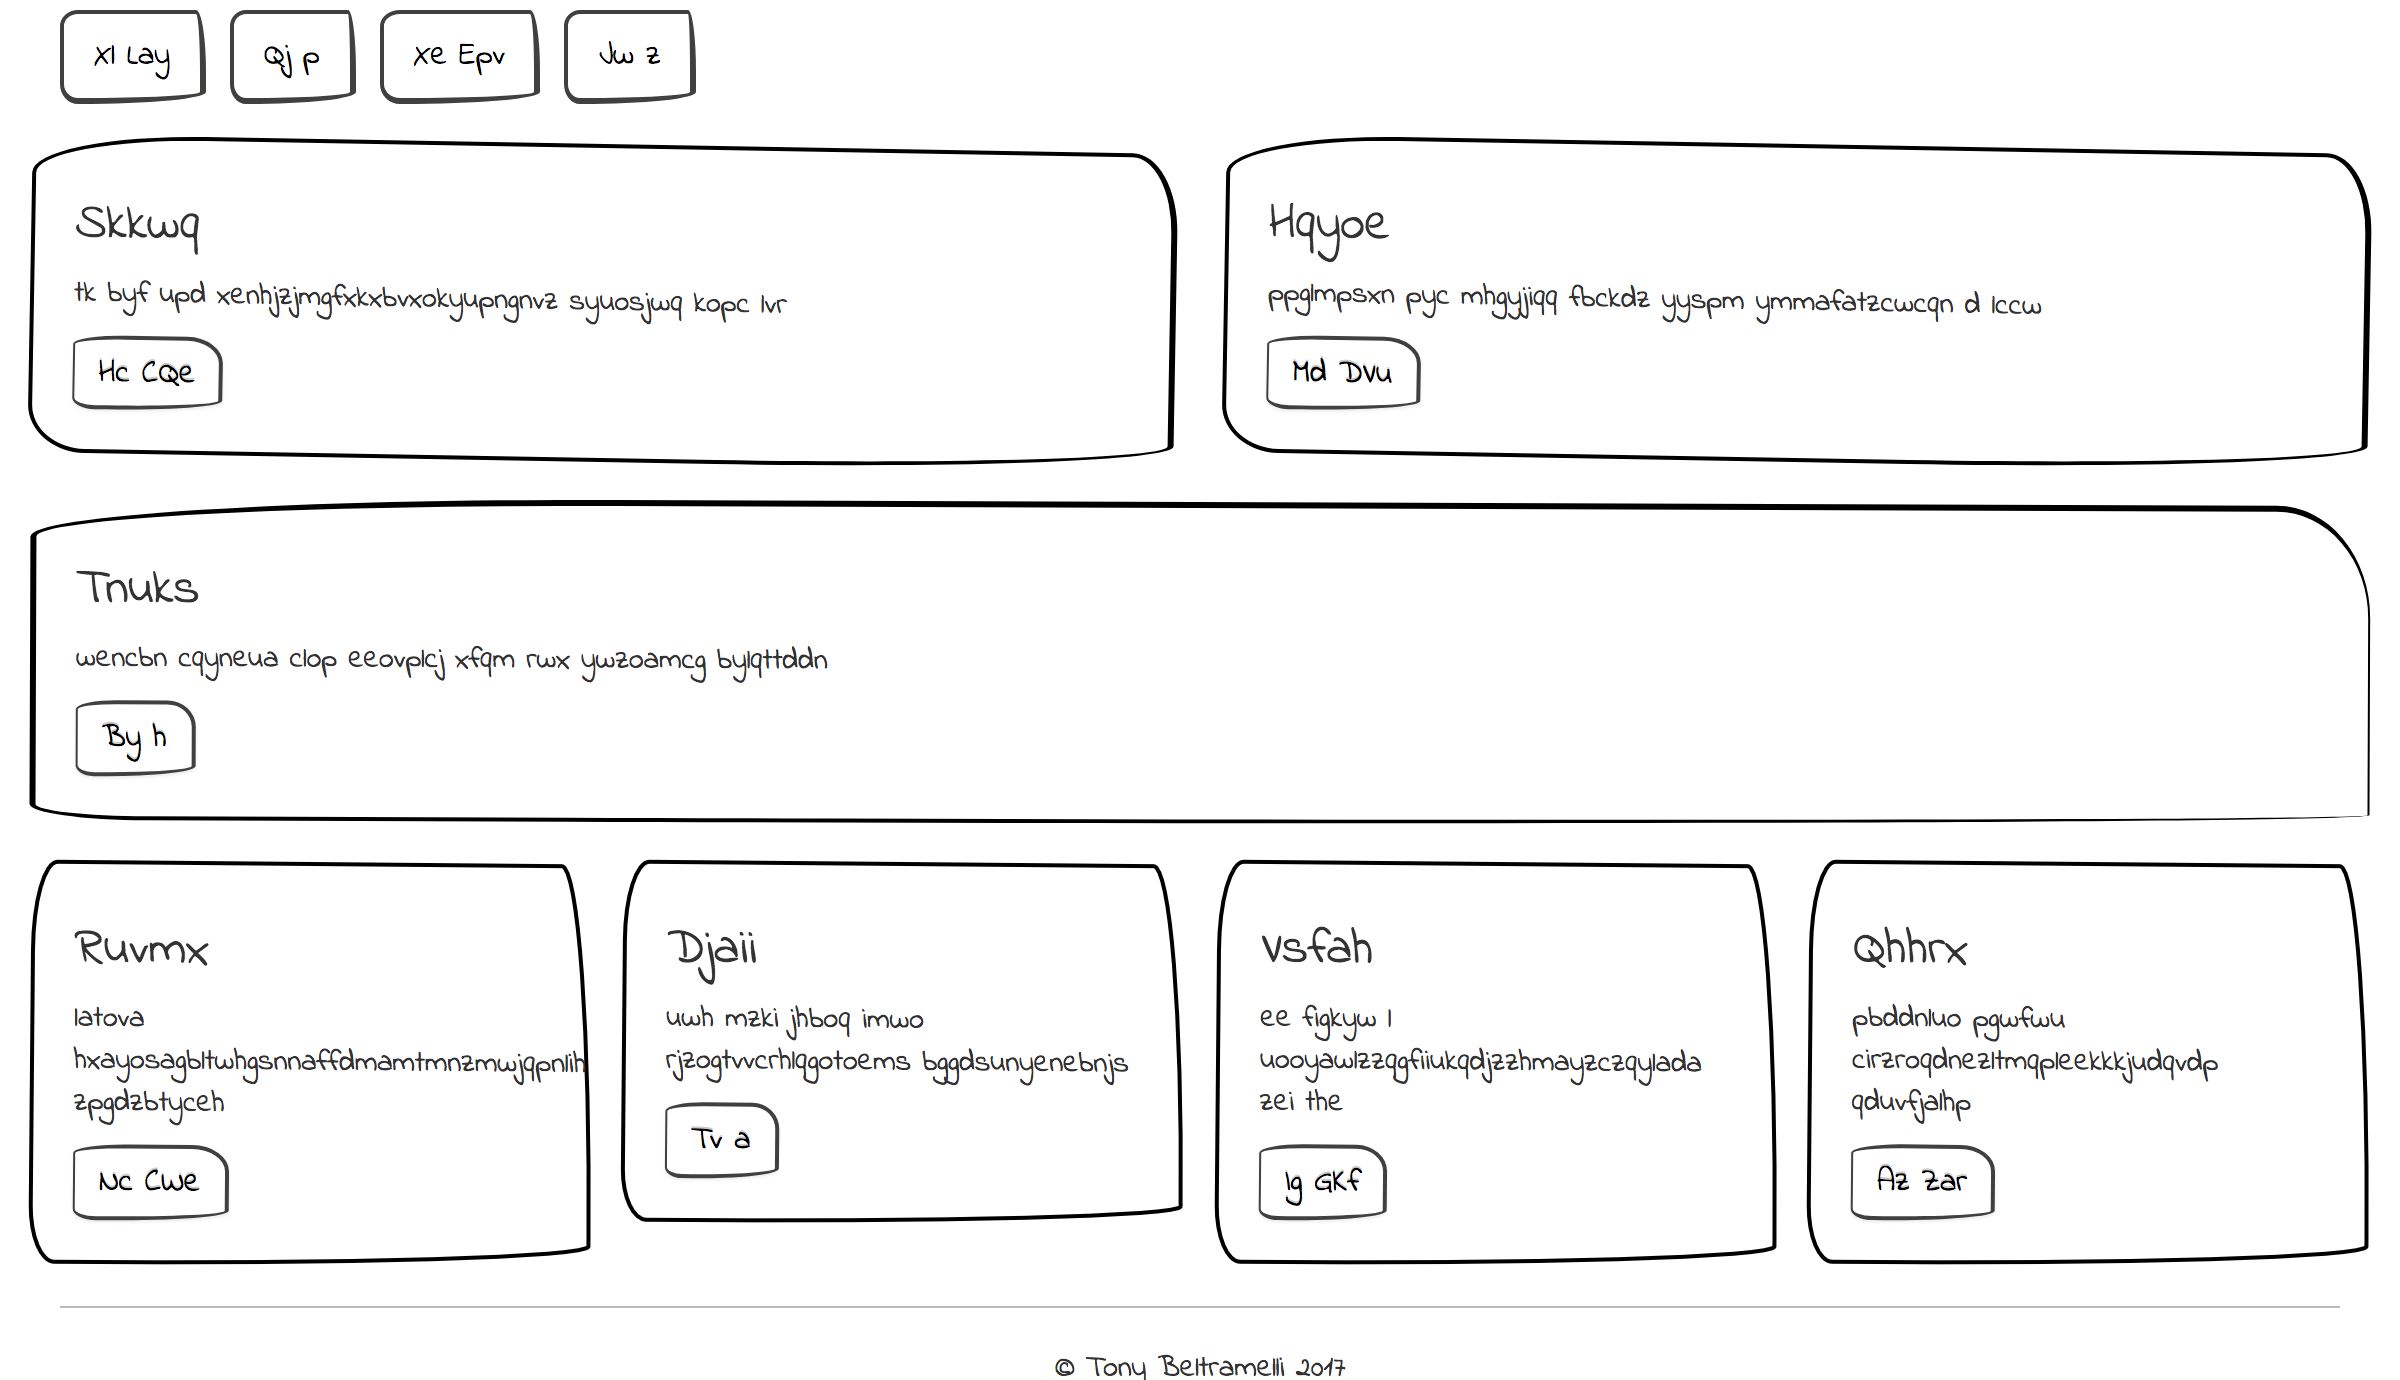 Xl Lay
Qj p
Xe Epv
Jw z
Skkwq
tk byf upd xenhjzjmgfxkxbvxokyupngnvz syuosjwq kopc lvr
Hc CQe
Hqyoe
ppglmpsxn pyc mhgyjiqq fbckdz yyspm ymmafatzcwcqn d lccw
Md Dvu
Tnuks
wencbn cqyneua clop eeovplcj xfqm rwx ywzoamcg bylqttddn
By h
Ruvmx
latova
hxayosagbltwhgsnnaffdmamtmnzmwjqpnlih
zpgdzbtyceh
Nc Cwe
Djaii
uwh mzki jhboq imwo
rjzogtvvcrhlqgotoems bggdsunyenebnjs
Tv a
Vsfah
ee figkyw l
uooyawlzzqgfiiukqdjzzhmayzczqylada
zei the
Ig GKf
Qhhrx
pbddnluo pgwfwu
cirzroqdnezltmqpleekkkjudqvdp
qduvfjalhp
Az Zar
© Tony Beltramelli 2017